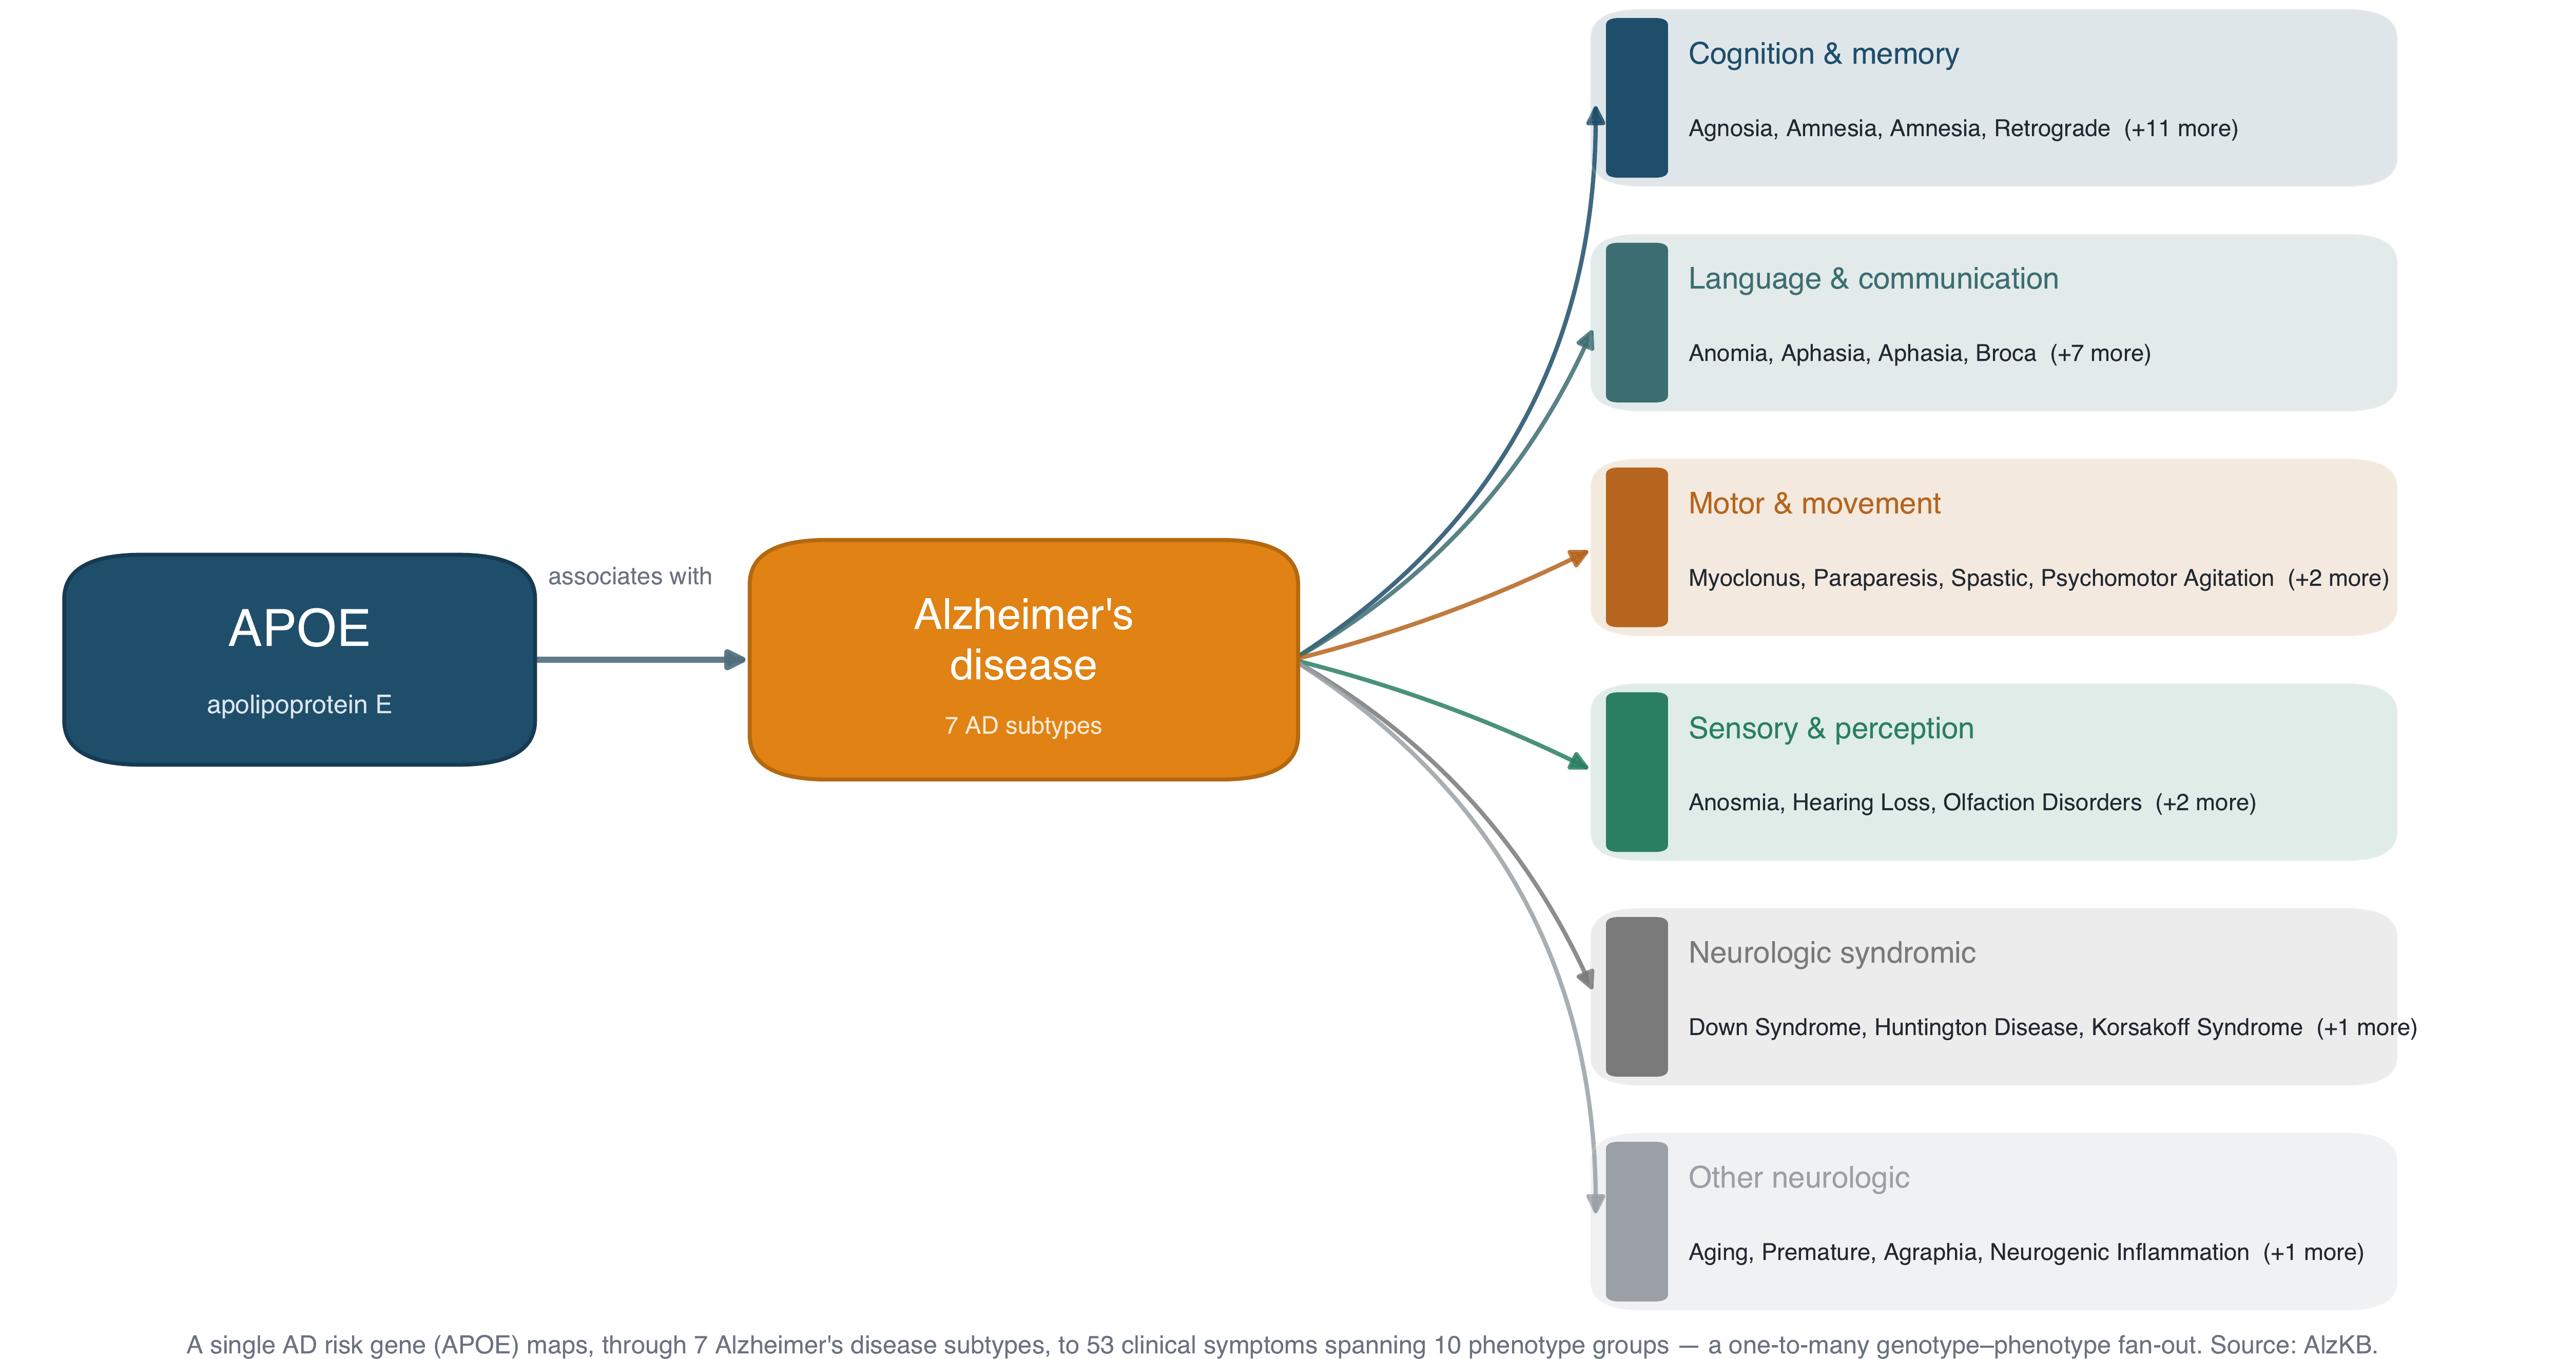 APOE
apolipoprotein E
associates with
Alzheimer's
disease
7 AD subtypes
Cognition & memory
Agnosia, Amnesia, Amnesia, Retrograde (+11 more)
Language & communication
Anomia, Aphasia, Aphasia, Broca (+7 more)
Motor & movement
Myoclonus, Paraparesis, Spastic, Psychomotor Agitation (+2 more)
Sensory & perception
Anosmia, Hearing Loss, Olfaction Disorders (+2 more)
Neurologic syndromic
Down Syndrome, Huntington Disease, Korsakoff Syndrome (+1 more)
Other neurologic
Aging, Premature, Agraphia, Neurogenic Inflammation (+1 more)
A single AD risk gene (APOE) maps, through 7 Alzheimer's disease subtypes, to 53 clinical symptoms spanning 10 phenotype groups — a one-to-many genotype–phenotype fan-out. Source: AlzKB.